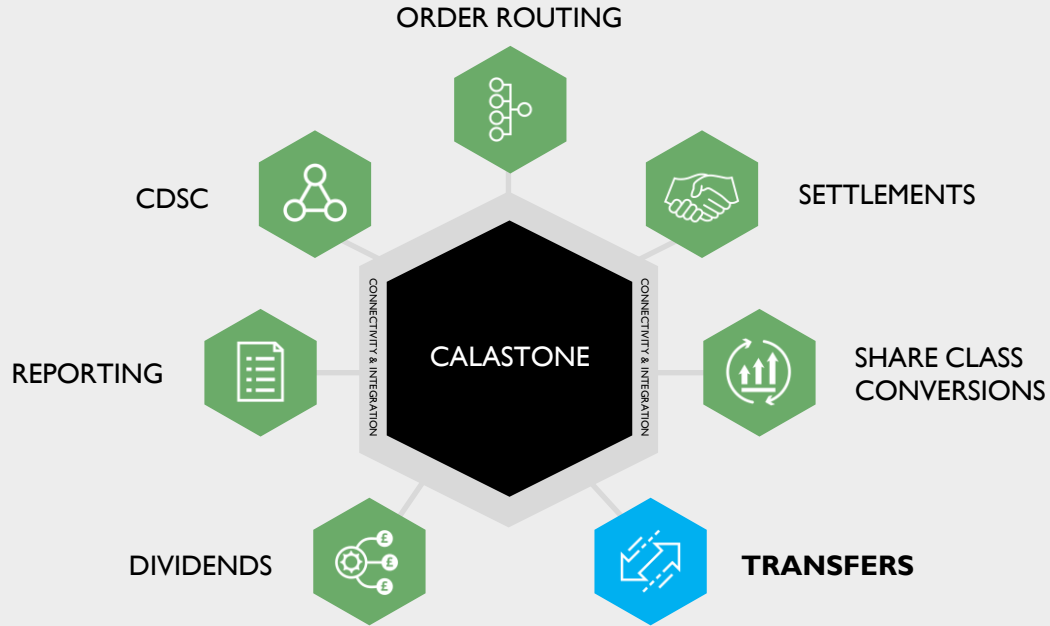 ORDER ROUTING
CDSC
SETTLEMENTS
CONNECTIVITY & INTEGRATION
CALASTONE
CONNECTIVITY & INTEGRATION
REPORTING
SHARE CLASS
CONVERSIONS
£
£
£
DIVIDENDS
TRANSFERS